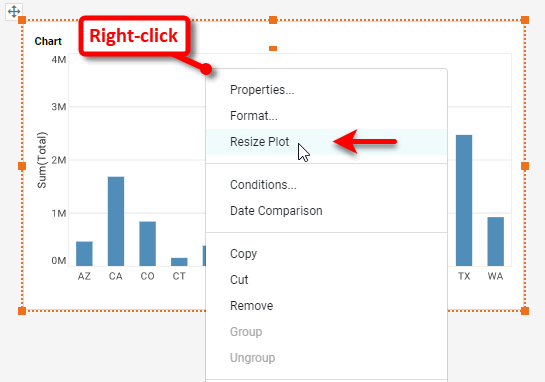 Right-click
Chart
4M
3M
2M
1M
0M
Sum(Total)
AZ CA CO CT TX WA
Properties...
Format...
Resize Plot
Conditions...
Date Comparison
Copy
Cut
Remove
Group
Ungroup